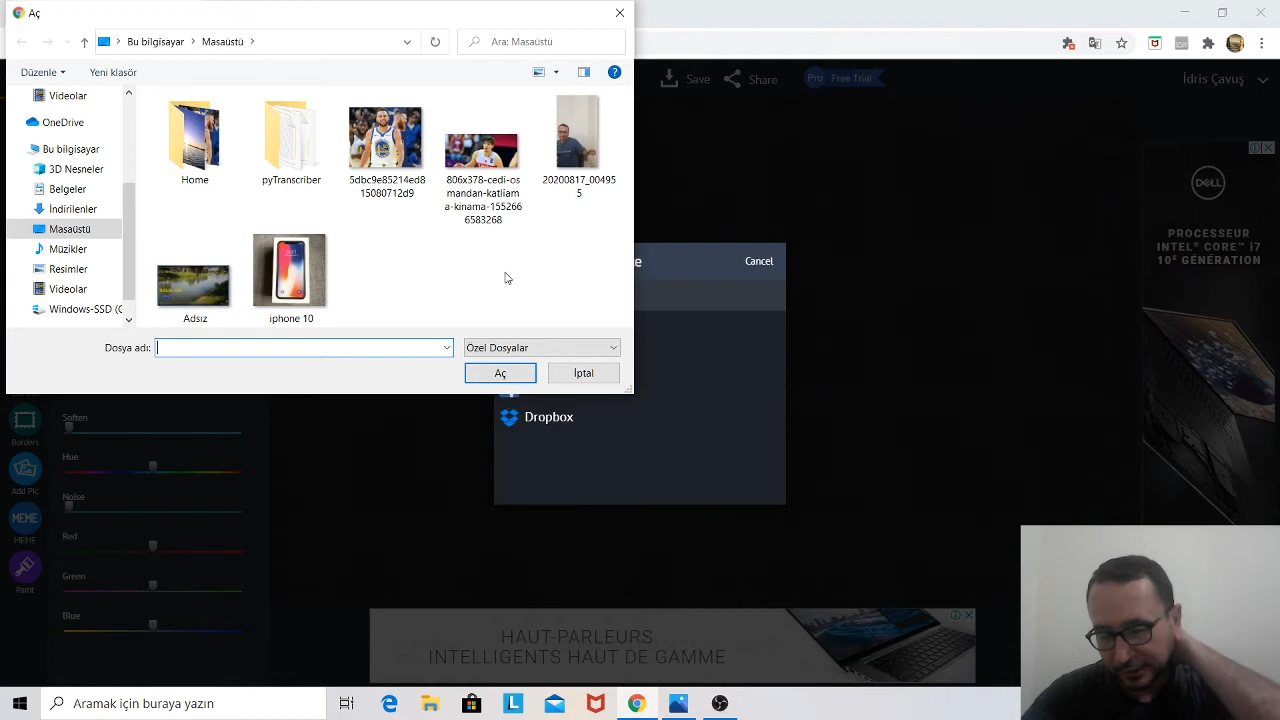 Aç
Bu bilgisayar
Masaüstü
Ara: Masaüstü
Düzenle
Yeni klasör
Videolar
OneDrive
Bu bilgisayar
3D Nesneler
Belgeler
İndirilenler
Masaüstü
Müzikler
Resimler
Videolar
Windows-SSD (C
Home
pyTranscriber
5dbc9e85214ed8
15080712d9
806x378-cedi-os
mandan-katliam
a-kinama-155266
6583268
20200817_00495
5
Adsız
iphone 10
Dosya adı:
Özel Dosyalar
Aç
İptal
Save
Share
Pro
Free Trial
İdris Çavuş
e
Cancel
Dropbox
Borders
Add Pic
MEME
MEME
Paint
Soften
Hue
Noise
Red
Green
Blue
DELL
PROCESSEUR
INTEL® CORE™ i7
10E GÉNÉRATION
HAUT-PARLEURS
INTELLIGENTS HAUT DE GAMME
Aramak için buraya yazın